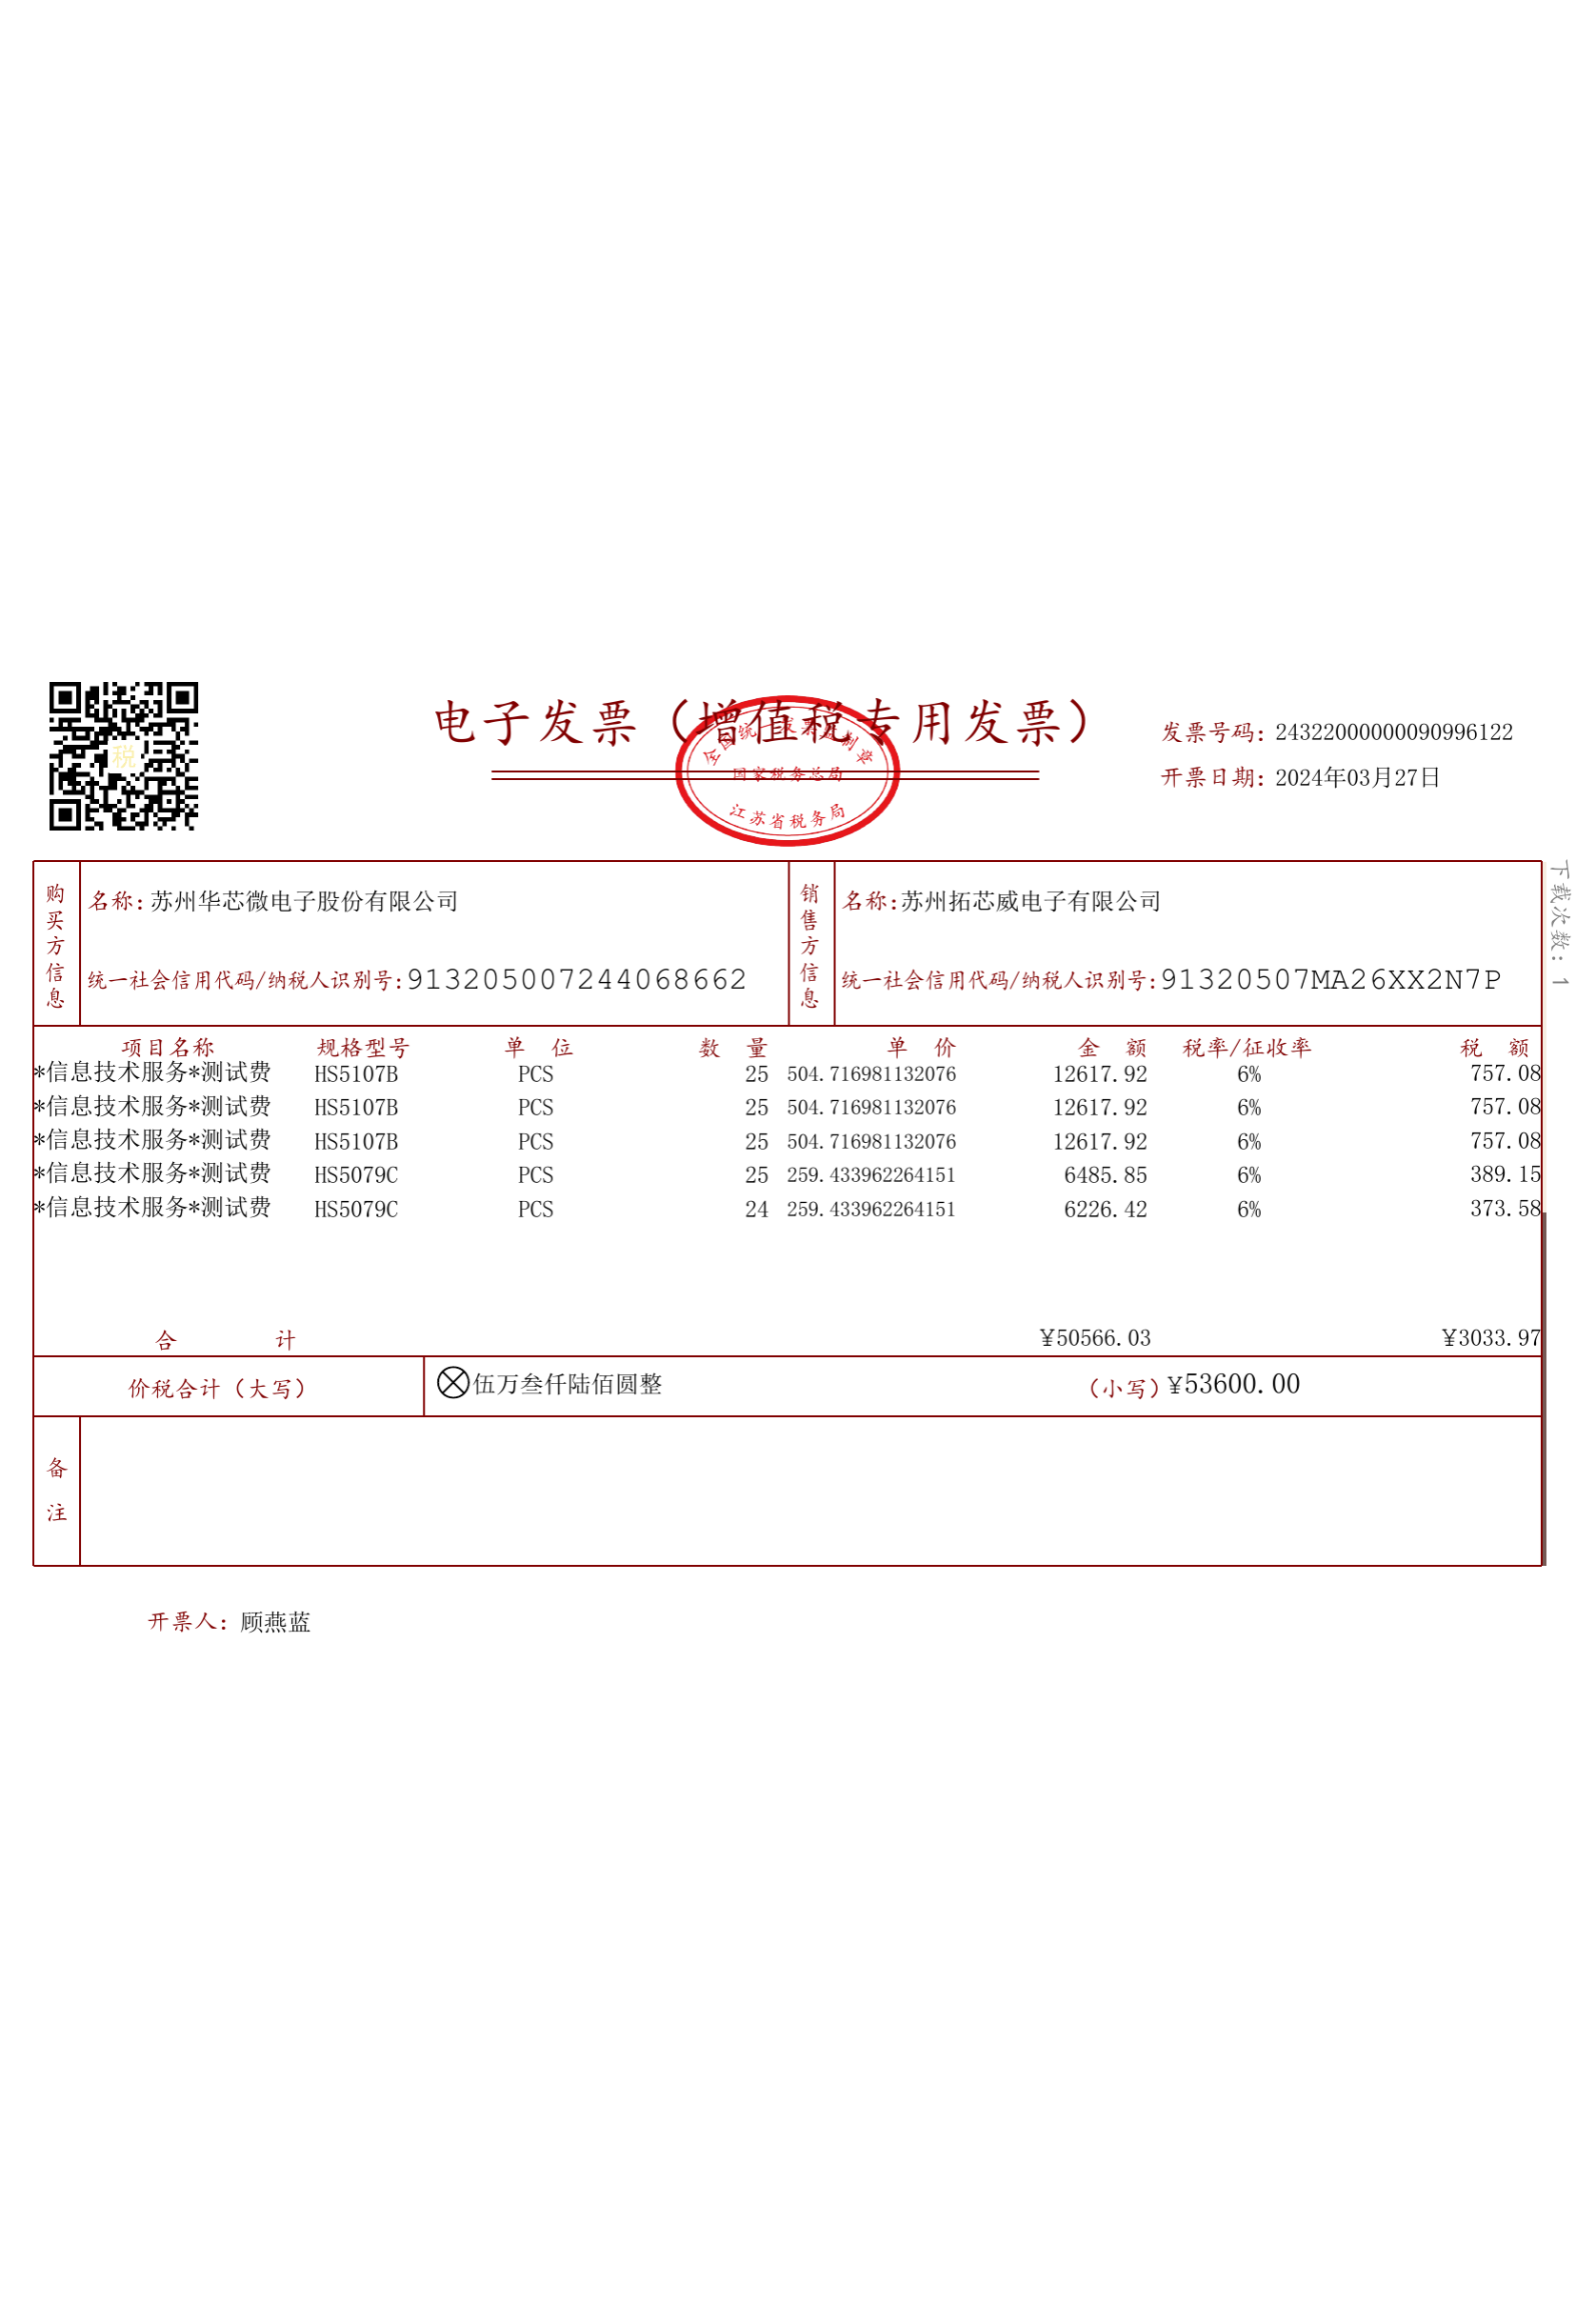 税
电子发票（增值税专用发票）
全国统一发票监制章
国家税务总局
江苏省税务局
发票号码：24322000000090996122
开票日期：2024年03月27日
下载次数：1
购买方信息
名称：苏州华芯微电子股份有限公司
统一社会信用代码/纳税人识别号：913205007244068662
销售方信息
名称：苏州拓芯威电子有限公司
统一社会信用代码/纳税人识别号：91320507MA26XX2N7P
项目名称 规格型号 单 位 数 量 单 价 金 额 税率/征收率 税 额
*信息技术服务*测试费 HS5107B PCS 25 504.716981132076 12617.92 6% 757.08
*信息技术服务*测试费 HS5107B PCS 25 504.716981132076 12617.92 6% 757.08
*信息技术服务*测试费 HS5107B PCS 25 504.716981132076 12617.92 6% 757.08
*信息技术服务*测试费 HS5079C PCS 25 259.433962264151 6485.85 6% 389.15
*信息技术服务*测试费 HS5079C PCS 24 259.433962264151 6226.42 6% 373.58
合 计 ¥50566.03 ¥3033.97
价税合计（大写） 伍万叁仟陆佰圆整 （小写）¥53600.00
备注
开票人：顾燕蓝